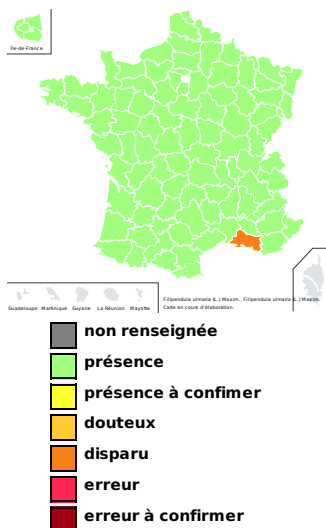 Île-de-France
Guadeloupe Martinique Guyane La Réunion Mayotte
Filipendula ulmaria (L.) Maxim., Filipendula ulmaria (L.) Maxim.
Carte en cours d'élaboration.
non renseignée
présence
présence à confimer
douteux
disparu
erreur
erreur à confirmer